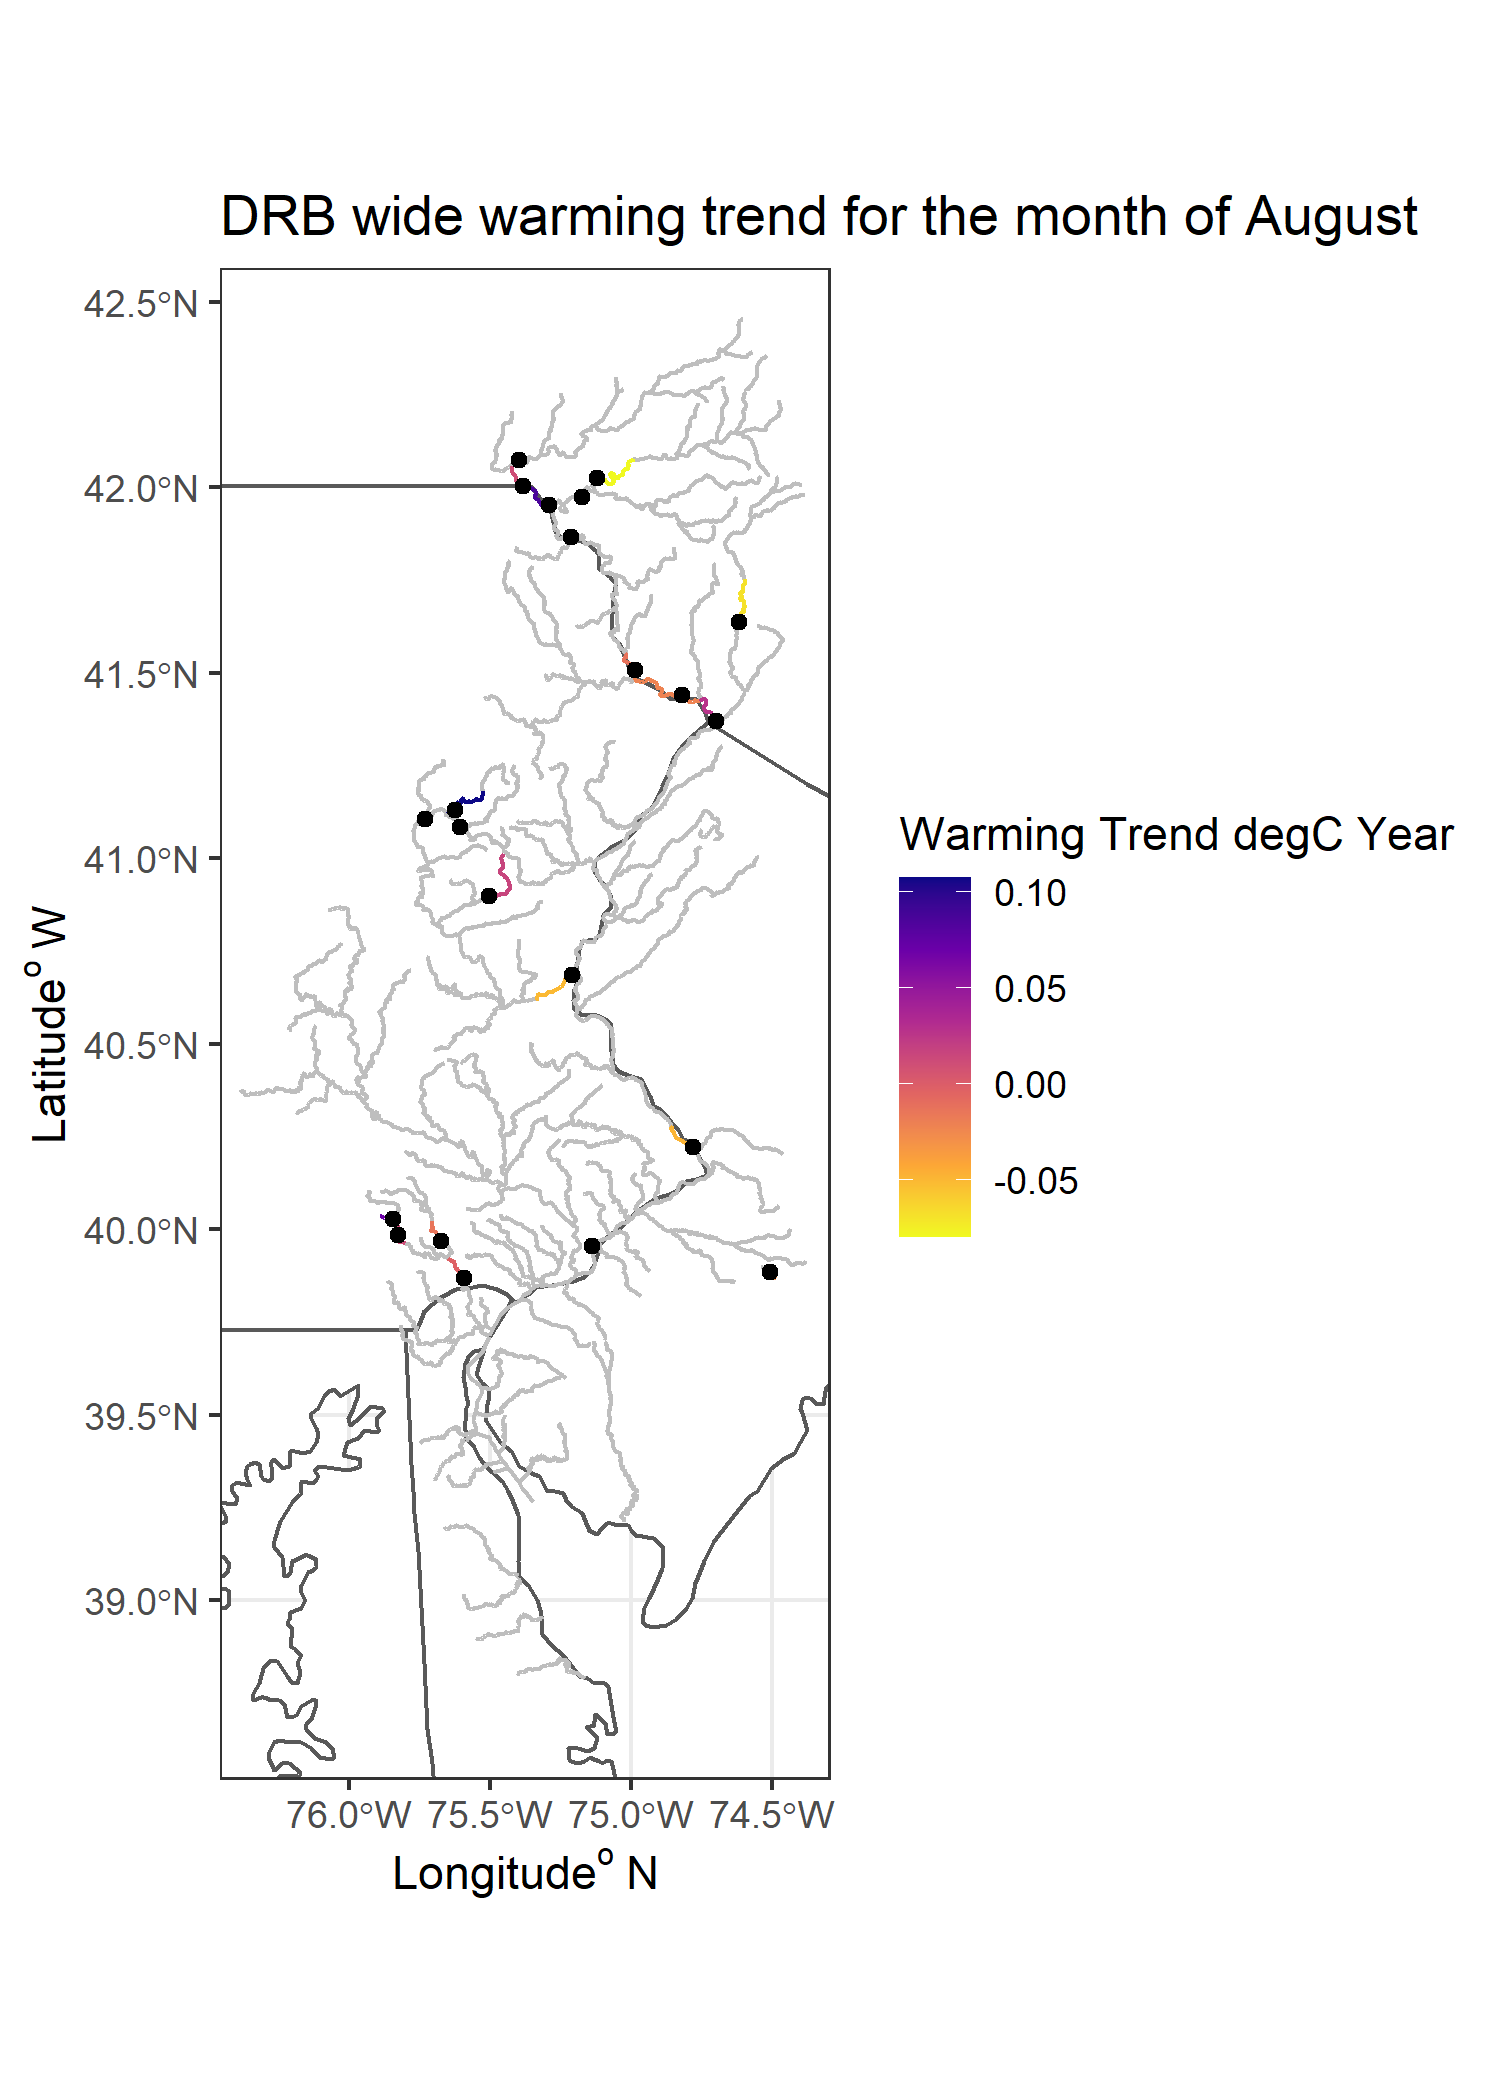 DRB wide warming trend for the month of August
42.5°N
42.0°N
41.5°N
41.0°N
40.5°N
40.0°N
39.5°N
39.0°N
Latitude° W
76.0°W 75.5°W 75.0°W 74.5°W
Longitude° N
Warming Trend degC Year
0.10
0.05
0.00
-0.05